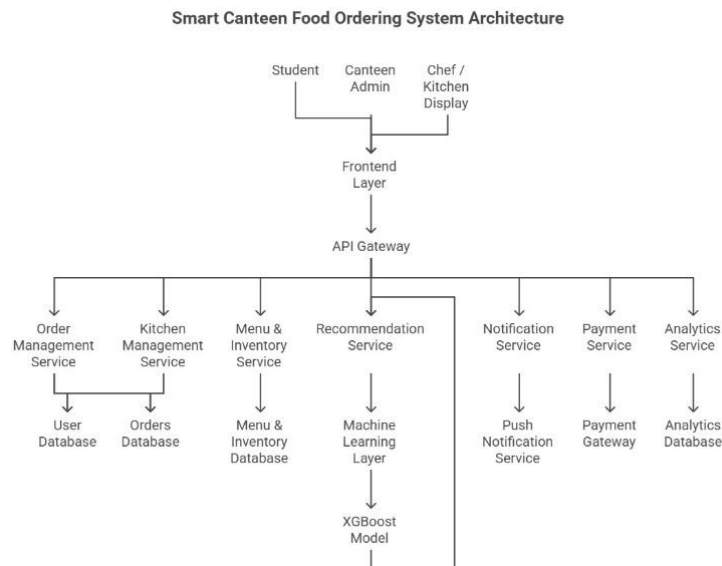 Smart Canteen Food Ordering System Architecture
Student
Canteen
Admin
Chef /
Kitchen
Display
Frontend
Layer
API Gateway
Order
Management
Service
Kitchen
Management
Service
Menu &
Inventory
Service
Recommendation
Service
Notification
Service
Payment
Service
Analytics
Service
User
Database
Orders
Database
Menu &
Inventory
Database
Machine
Learning
Layer
Push
Notification
Service
Payment
Gateway
Analytics
Database
XGBoost
Model